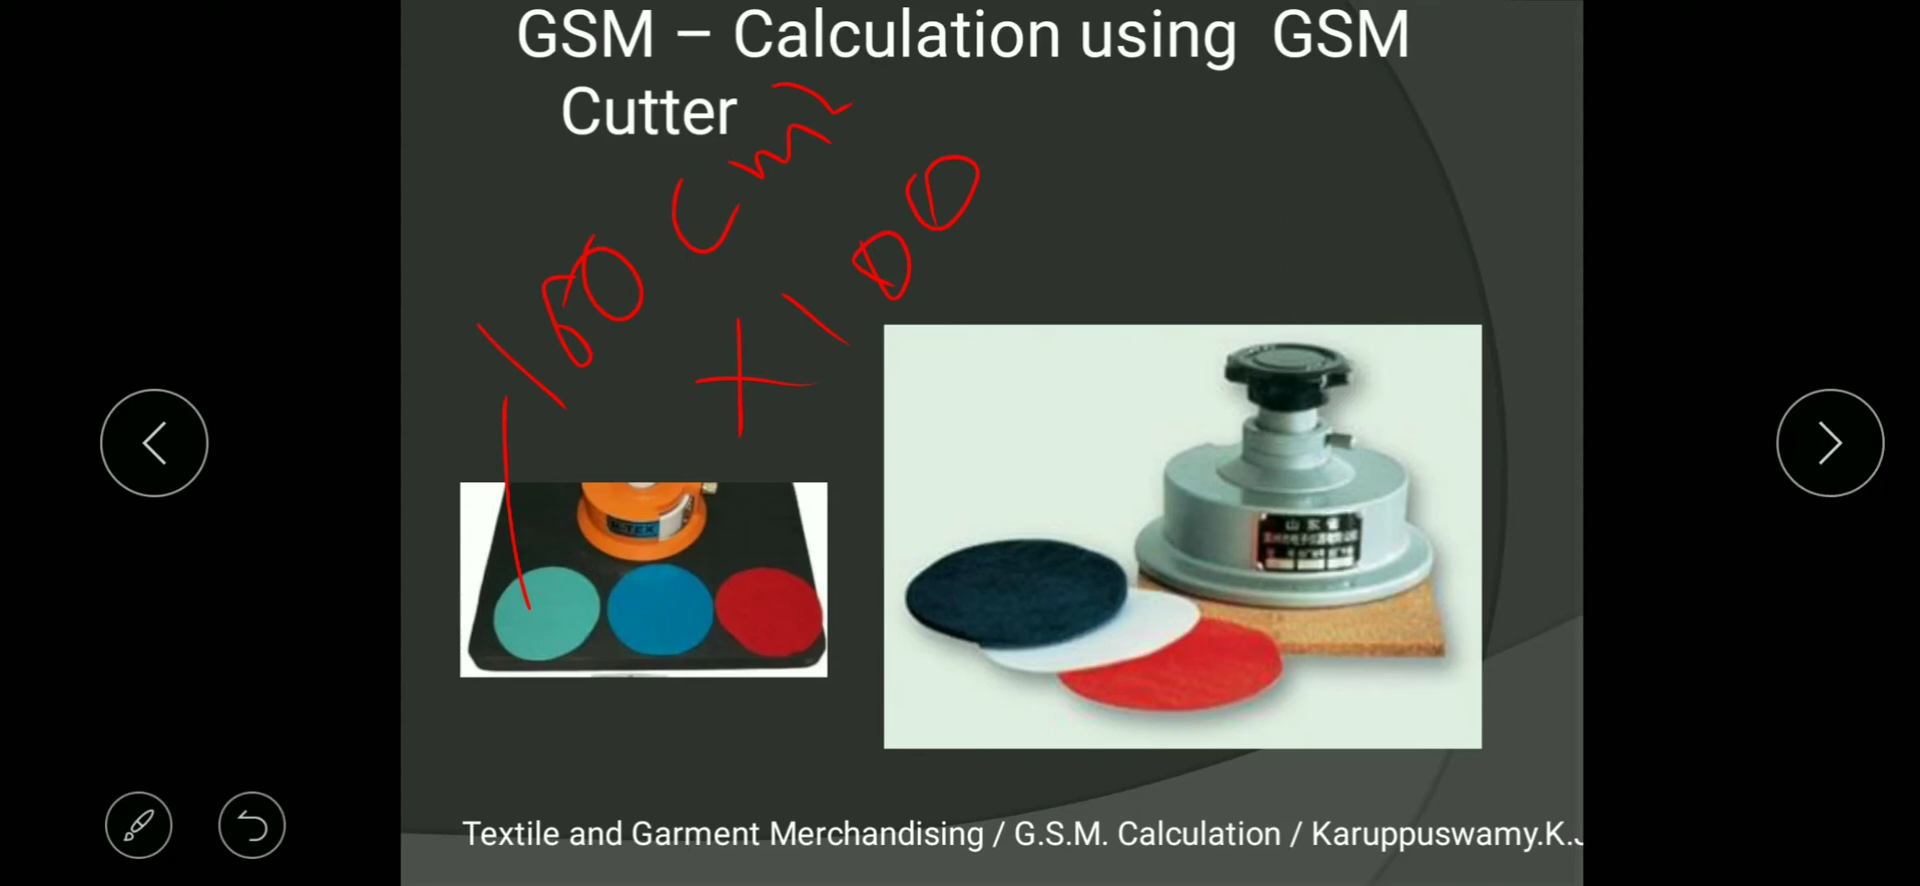 GSM – Calculation using GSM
Cutter
100 cm²
× 100
Textile and Garment Merchandising / G.S.M. Calculation / Karuppuswamy.K.